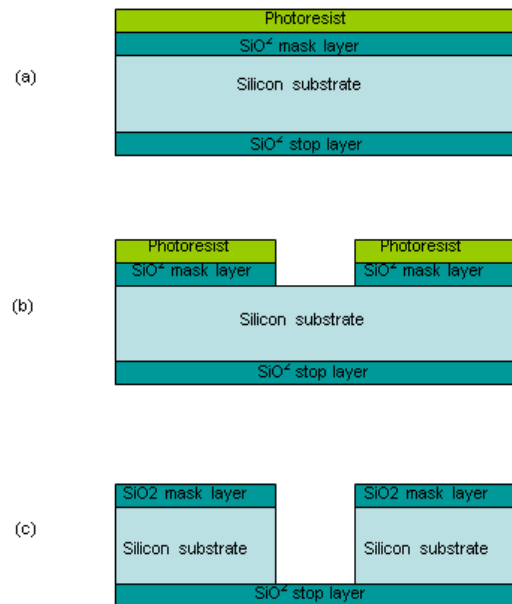 Photoresist
SiO² mask layer
(a)
Silicon substrate
SiO² stop layer
Photoresist Photoresist
SiO² mask layer SiO² mask layer
(b)
Silicon substrate
SiO² stop layer
SiO2 mask layer SiO2 mask layer
(c)
Silicon substrate Silicon substrate
SiO² stop layer